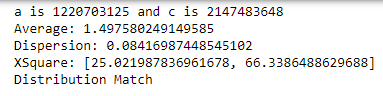 a is 1220703125 and c is 2147483648
Average: 1.497580249149585
Dispersion: 0.08416987448545102
XSquare: [25.021987836961678, 66.3386488629688]
Distribution Match